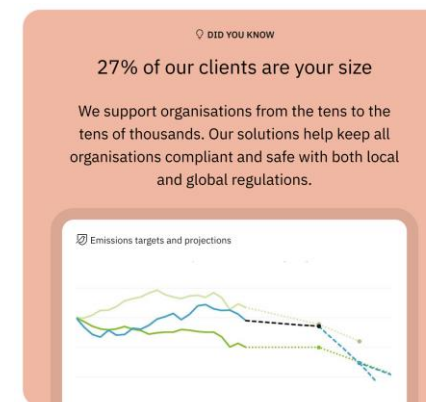 DID YOU KNOW
27% of our clients are your size
We support organisations from the tens to the
tens of thousands. Our solutions help keep all
organisations compliant and safe with both local
and global regulations.
Emissions targets and projections